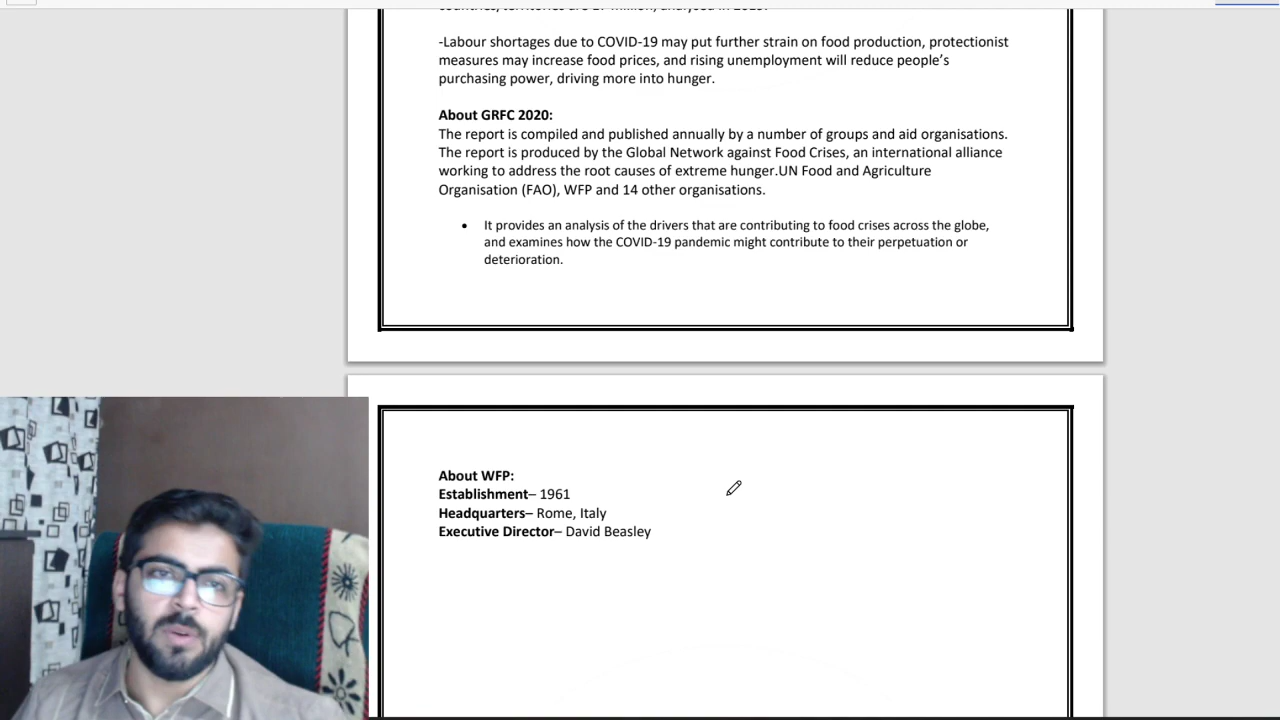 -Labour shortages due to COVID-19 may put further strain on food production, protectionist
measures may increase food prices, and rising unemployment will reduce people's
purchasing power, driving more into hunger.
About GRFC 2020:
The report is compiled and published annually by a number of groups and aid organisations.
The report is produced by the Global Network against Food Crises, an international alliance
working to address the root causes of extreme hunger.UN Food and Agriculture
Organisation (FAO), WFP and 14 other organisations.
• It provides an analysis of the drivers that are contributing to food crises across the globe,
and examines how the COVID-19 pandemic might contribute to their perpetuation or
deterioration.
About WFP:
Establishment– 1961
Headquarters– Rome, Italy
Executive Director– David Beasley